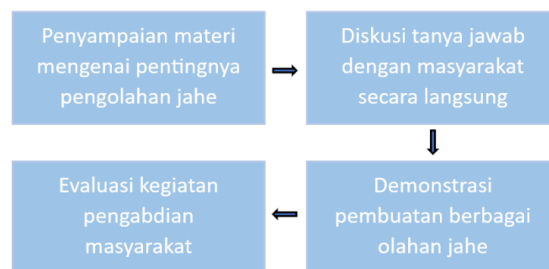 Penyampaian materi
mengenai pentingnya
pengolahan jahe
Diskusi tanya jawab
dengan masyarakat
secara langsung
Demonstrasi
pembuatan berbagai
olahan jahe
Evaluasi kegiatan
pengabdian
masyarakat